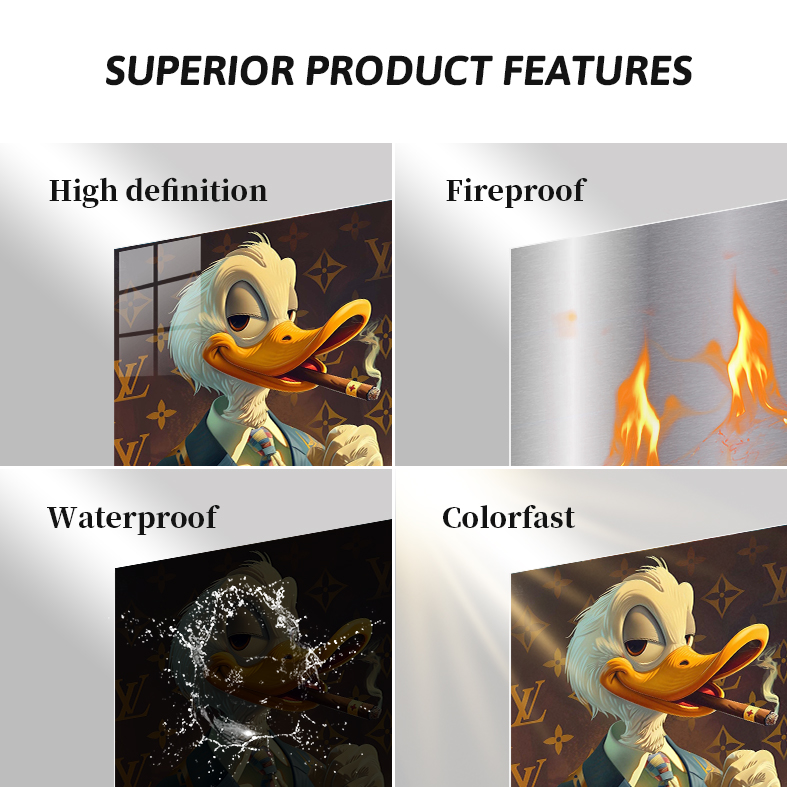 SUPERIOR PRODUCT FEATURES
High definition
Fireproof
Waterproof
Colorfast